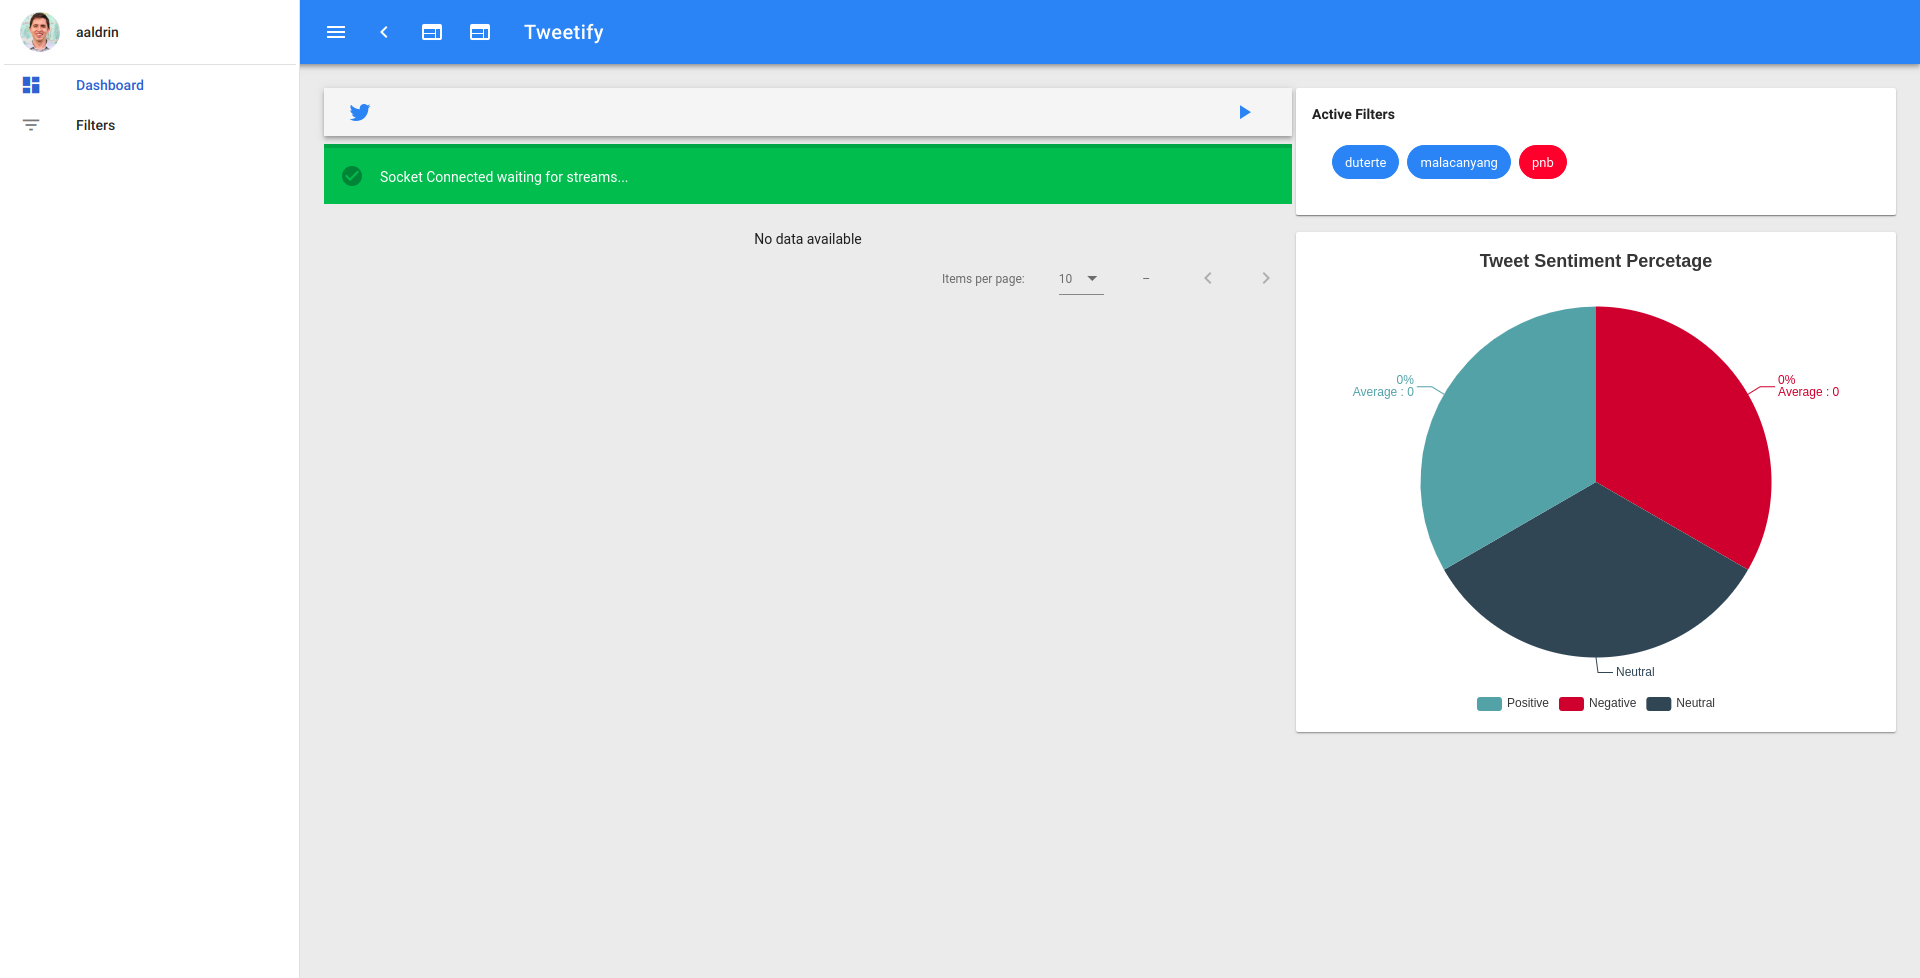 aaldrin
Dashboard
Filters
Tweetify
Socket Connected waiting for streams...
No data available
Items per page: 10 –
Active Filters
duterte malacanyang pnb
Tweet Sentiment Percetage
0%
Average : 0
0%
Average : 0
Neutral
Positive Negative Neutral